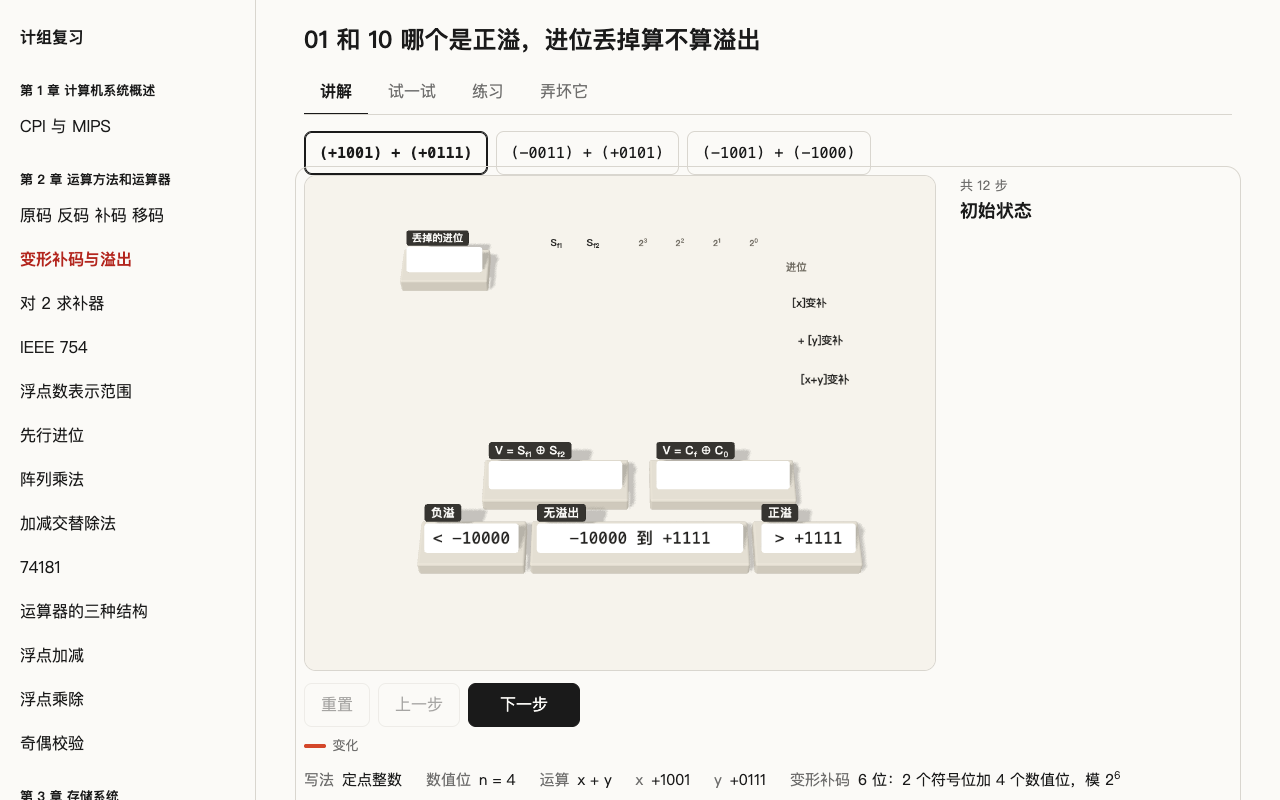 计组复习
第 1 章 计算机系统概述
CPI 与 MIPS
第 2 章 运算方法和运算器
原码 反码 补码 移码
变形补码与溢出
对 2 求补器
IEEE 754
浮点数表示范围
先行进位
阵列乘法
加减交替除法
74181
运算器的三种结构
浮点加减
浮点乘除
奇偶校验
第 3 章 存储系统
01 和 10 哪个是正溢，进位丢掉算不算溢出
讲解 试一试 练习 弄坏它
(+1001) + (+0111) (−0011) + (+0101) (−1001) + (−1000)
丢掉的进位
Sf1 Sf2 2³ 2² 2¹ 2⁰
进位
[x]变补
+ [y]变补
[x+y]变补
V = Sf1 ⊕ Sf2 V = Cf ⊕ C0
负溢 无溢出 正溢
< −10000 −10000 到 +1111 > +1111
共 12 步
初始状态
重置 上一步 下一步
变化
写法 定点整数 数值位 n = 4 运算 x + y x +1001 y +0111 变形补码 6 位：2 个符号位加 4 个数值位，模 2⁶